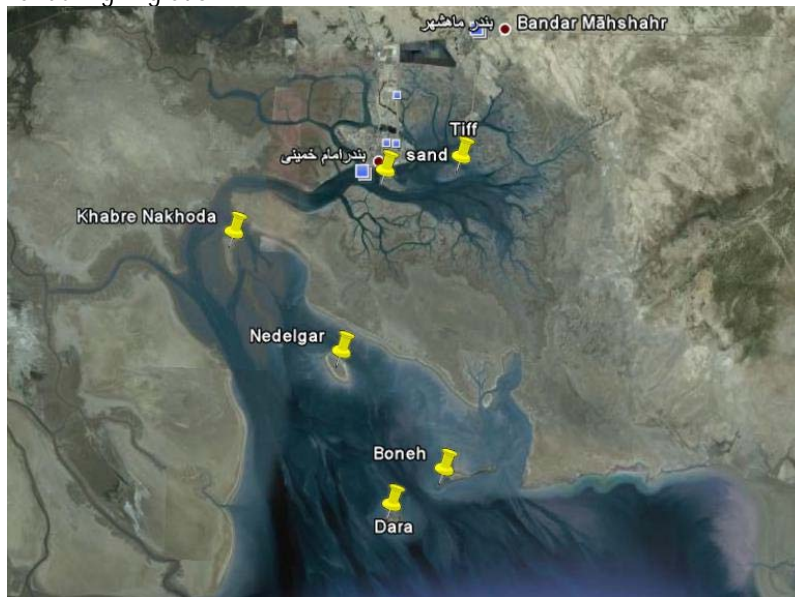 بندر ماهشهر
Bandar Māhshahr
Tiff
sand
بندرامام خمینی
Khabre Nakhoda
Nedelgar
Boneh
Dara